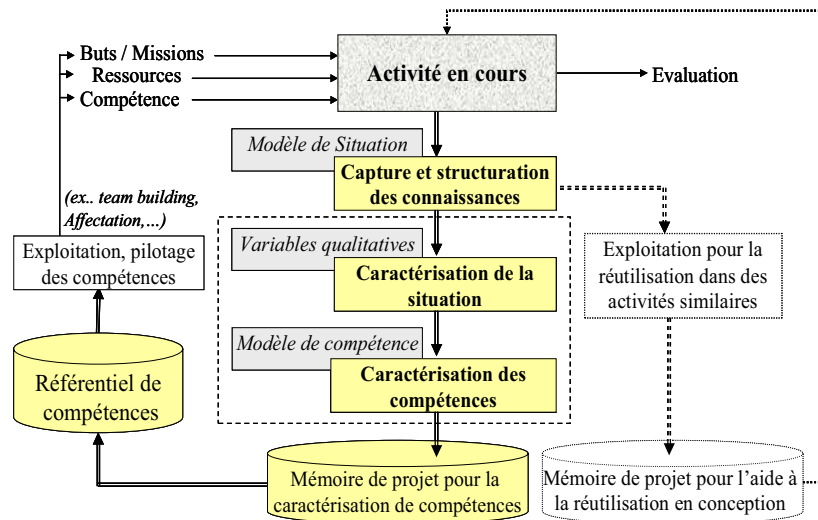 Buts / Missions
Ressources
Compétence
Activité en cours
Evaluation
Modèle de Situation
Capture et structuration
des connaissances
(ex.. team building,
Affectation,...)
Exploitation, pilotage
des compétences
Variables qualitatives
Caractérisation de la
situation
Exploitation pour la
réutilisation dans des
activités similaires
Modèle de compétence
Caractérisation des
compétences
Référentiel de
compétences
Mémoire de projet pour la
caractérisation de compétences
Mémoire de projet pour l’aide à
la réutilisation en conception